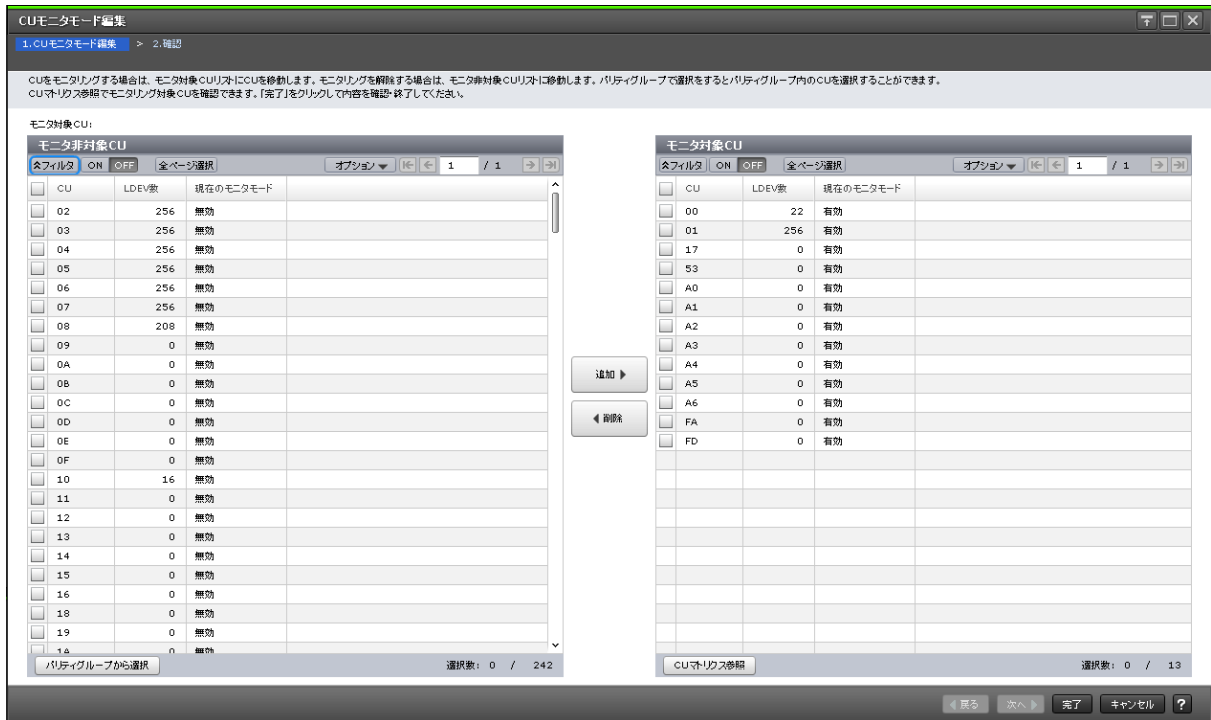 CUモニタモード編集
1.CUモニタモード編集 > 2.確認
CUをモニタリングする場合は、モニタ対象CUリストにCUを移動します。モニタリングを解除する場合は、モニタ非対象CUリストに移動します。パリティグループで選択をするとパリティグループ内のCUを選択することができます。
CUマトリクス参照でモニタリング対象CUを確認できます。「完了」をクリックして内容を確認・終了してください。
モニタ対象CU:
モニタ非対象CU
フィルタ ON OFF 全ページ選択 オプション 1 / 1
CU LDEV数 現在のモニタモード
02 256 無効
03 256 無効
04 256 無効
05 256 無効
06 256 無効
07 256 無効
08 208 無効
09 0 無効
0A 0 無効
0B 0 無効
0C 0 無効
0D 0 無効
0E 0 無効
0F 0 無効
10 16 無効
11 0 無効
12 0 無効
13 0 無効
14 0 無効
15 0 無効
16 0 無効
18 0 無効
19 0 無効
1A 0 無効
パリティグループから選択 選択数: 0 / 242
追加
削除
モニタ対象CU
フィルタ ON OFF 全ページ選択 オプション 1 / 1
CU LDEV数 現在のモニタモード
00 22 有効
01 256 有効
17 0 有効
53 0 有効
A0 0 有効
A1 0 有効
A2 0 有効
A3 0 有効
A4 0 有効
A5 0 有効
A6 0 有効
FA 0 有効
FD 0 有効
CUマトリクス参照 選択数: 0 / 13
戻る 次へ 完了 キャンセル ?